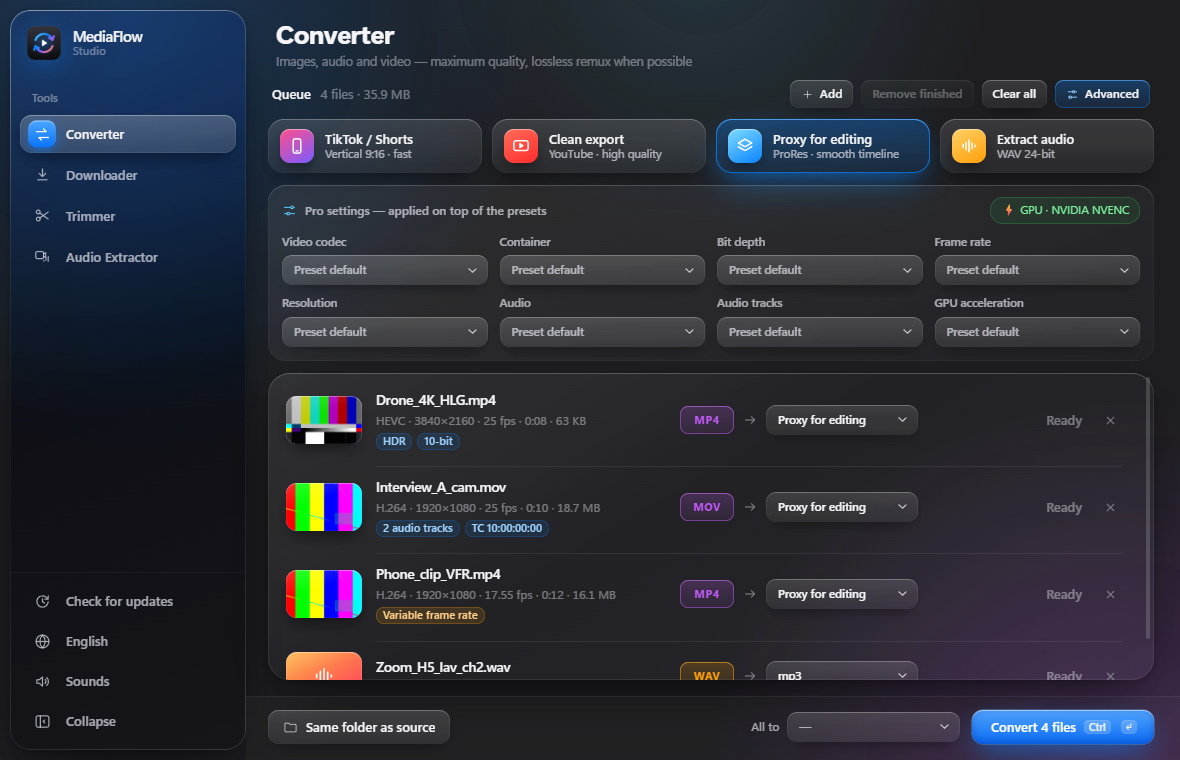 MediaFlow
Studio
Tools
Converter
Downloader
Trimmer
Audio Extractor
Check for updates
English
Sounds
Collapse
Converter
Images, audio and video — maximum quality, lossless remux when possible
Queue 4 files · 35.9 MB
+ Add
Remove finished
Clear all
Advanced
TikTok / Shorts
Vertical 9:16 · fast
Clean export
YouTube · high quality
Proxy for editing
ProRes · smooth timeline
Extract audio
WAV 24-bit
Pro settings — applied on top of the presets
GPU · NVIDIA NVENC
Video codec
Container
Bit depth
Frame rate
Preset default
Preset default
Preset default
Preset default
Resolution
Audio
Audio tracks
GPU acceleration
Preset default
Preset default
Preset default
Preset default
Drone_4K_HLG.mp4
HEVC · 3840×2160 · 25 fps · 0:08 · 63 KB
HDR 10-bit
MP4 → Proxy for editing
Ready ×
Interview_A_cam.mov
H.264 · 1920×1080 · 25 fps · 0:10 · 18.7 MB
2 audio tracks TC 10:00:00:00
MOV → Proxy for editing
Ready ×
Phone_clip_VFR.mp4
H.264 · 1920×1080 · 17.55 fps · 0:12 · 16.1 MB
Variable frame rate
MP4 → Proxy for editing
Ready ×
Zoom_H5_lav_ch2.wav
WAV → mp3
Ready ×
Same folder as source
All to —
Convert 4 files Ctrl ↵